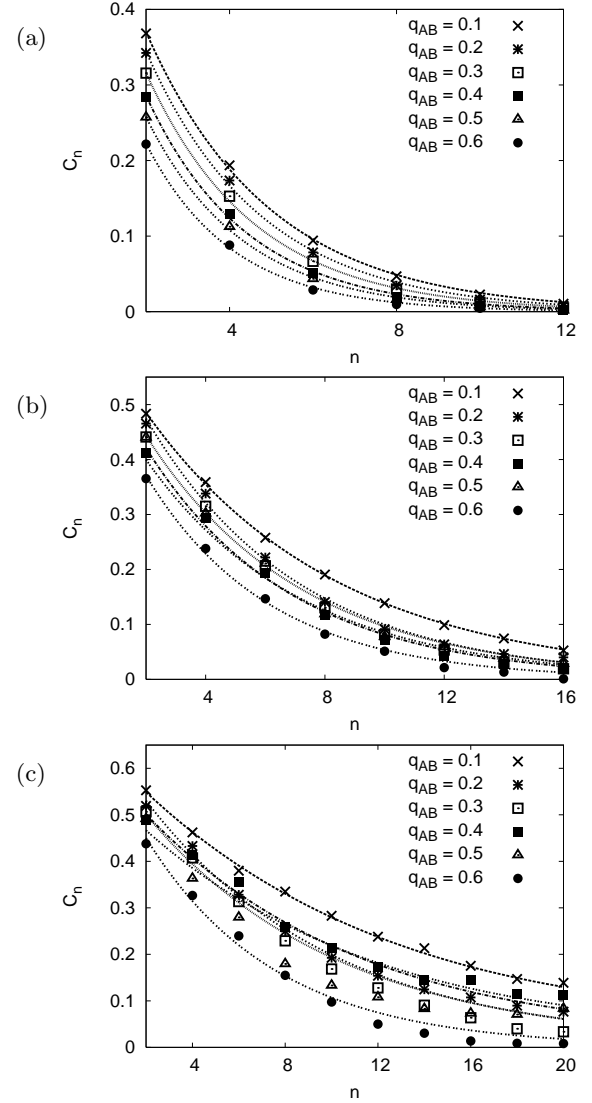 (a)
C_n
0.4
0.3
0.2
0.1
0
4
8
12
n
q_AB = 0.1
q_AB = 0.2
q_AB = 0.3
q_AB = 0.4
q_AB = 0.5
q_AB = 0.6
(b)
C_n
0.5
0.4
0.3
0.2
0.1
0
4
8
12
16
n
q_AB = 0.1
q_AB = 0.2
q_AB = 0.3
q_AB = 0.4
q_AB = 0.5
q_AB = 0.6
(c)
C_n
0.6
0.5
0.4
0.3
0.2
0.1
0
4
8
12
16
20
n
q_AB = 0.1
q_AB = 0.2
q_AB = 0.3
q_AB = 0.4
q_AB = 0.5
q_AB = 0.6